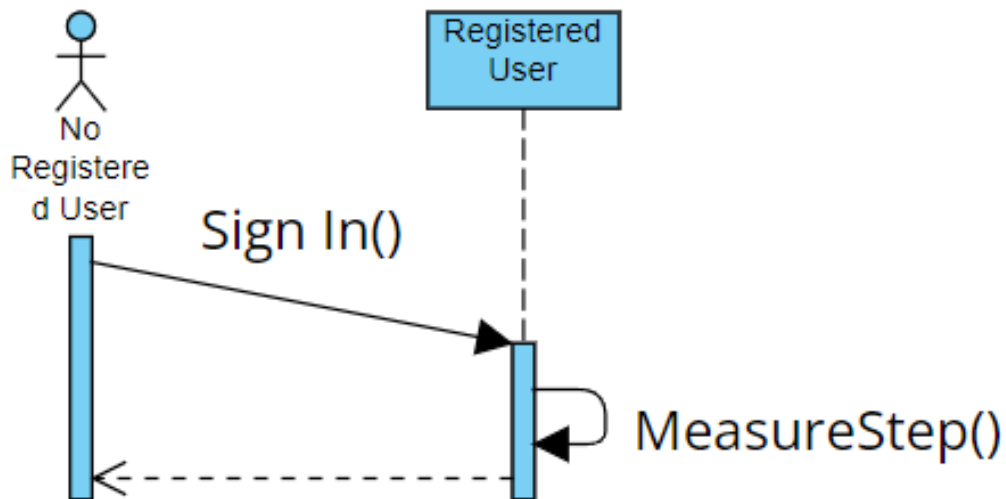 No
Registere
d User
Registered
User
Sign In()
MeasureStep()